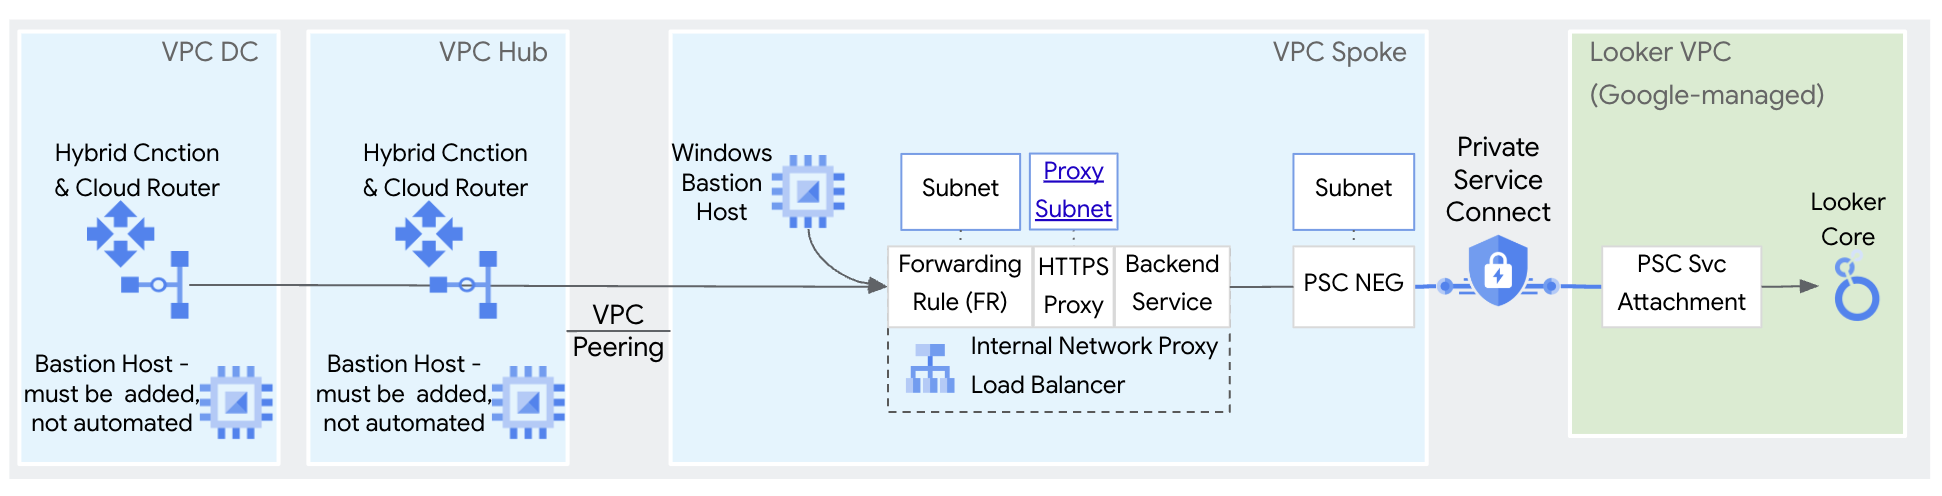 VPC DC
Hybrid Cnction
& Cloud Router
Bastion Host -
must be added,
not automated
VPC Hub
Hybrid Cnction
& Cloud Router
Bastion Host -
must be added,
not automated
VPC
Peering
VPC Spoke
Windows
Bastion
Host
Subnet
Proxy
Subnet
Subnet
Forwarding
Rule (FR)
HTTPS
Proxy
Backend
Service
PSC NEG
Internal Network Proxy
Load Balancer
Private
Service
Connect
Looker VPC
(Google-managed)
PSC Svc
Attachment
Looker
Core